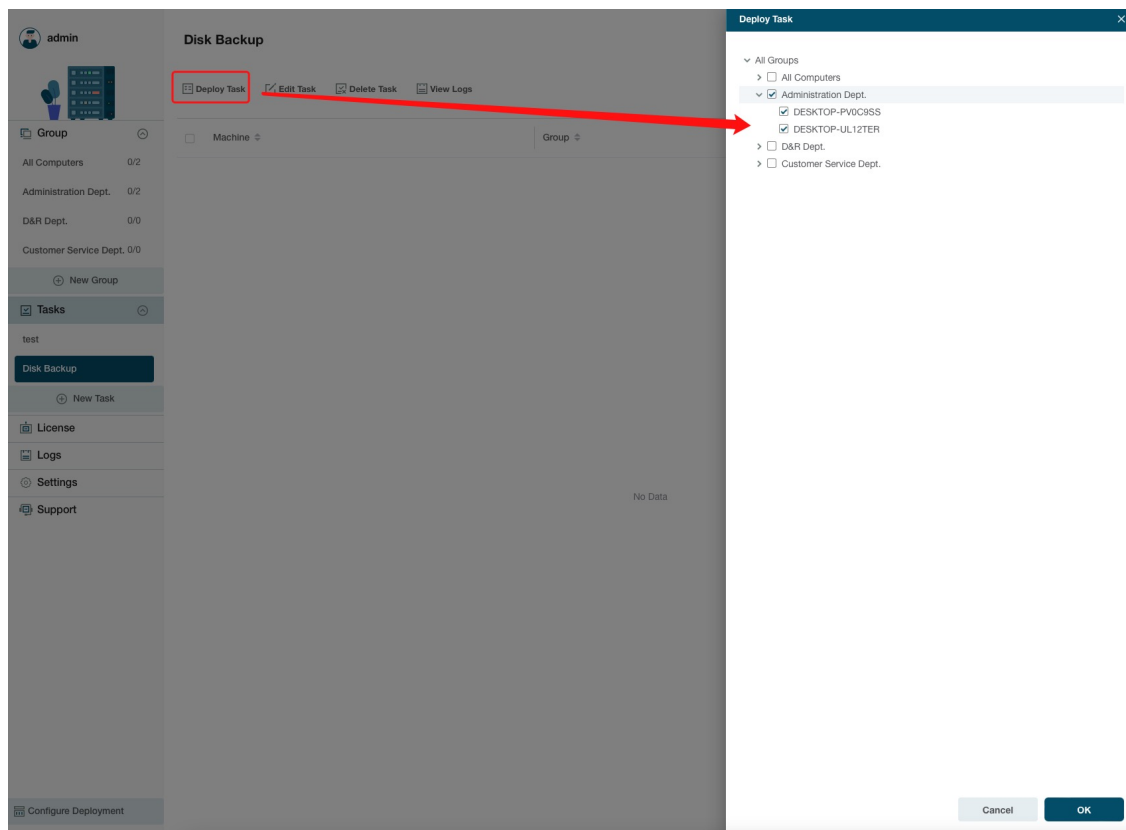 admin
Group
All Computers 0/2
Administration Dept. 0/2
D&R Dept. 0/0
Customer Service Dept. 0/0
New Group
Tasks
test
Disk Backup
New Task
License
Logs
Settings
Support
Configure Deployment
Disk Backup
Deploy Task Edit Task Delete Task View Logs
Machine Group
No Data
Deploy Task
All Groups
All Computers
Administration Dept.
DESKTOP-PV0C9SS
DESKTOP-UL12TER
D&R Dept.
Customer Service Dept.
Cancel OK